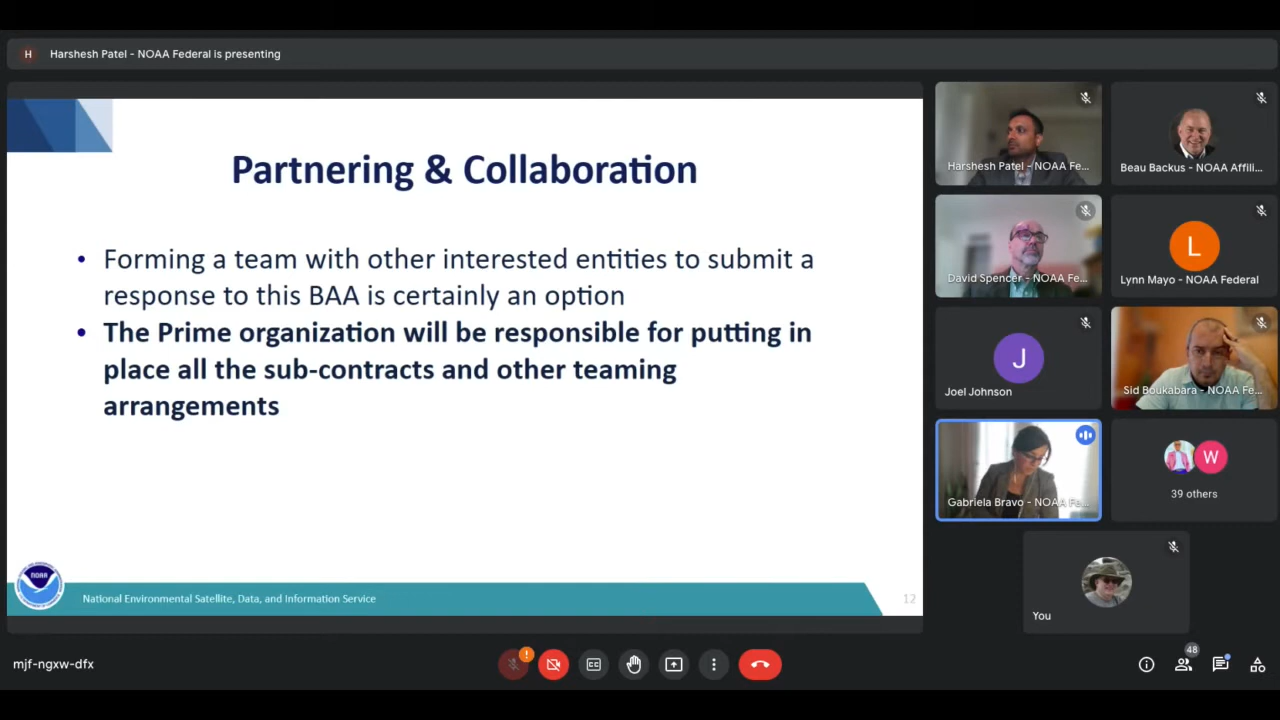 H Harshesh Patel - NOAA Federal is presenting
Partnering & Collaboration
• Forming a team with other interested entities to submit a
response to this BAA is certainly an option
• The Prime organization will be responsible for putting in
place all the sub-contracts and other teaming
arrangements
NOAA
National Environmental Satellite, Data, and Information Service
12
Harshesh Patel - NOAA Fe...
Beau Backus - NOAA Affili...
David Spencer - NOAA Fe...
L
Lynn Mayo - NOAA Federal
J
Joel Johnson
Sid Boukabara - NOAA Fe...
Gabriela Bravo - NOAA Fe...
W
39 others
You
mjf-ngxw-dfx
!
CC
48